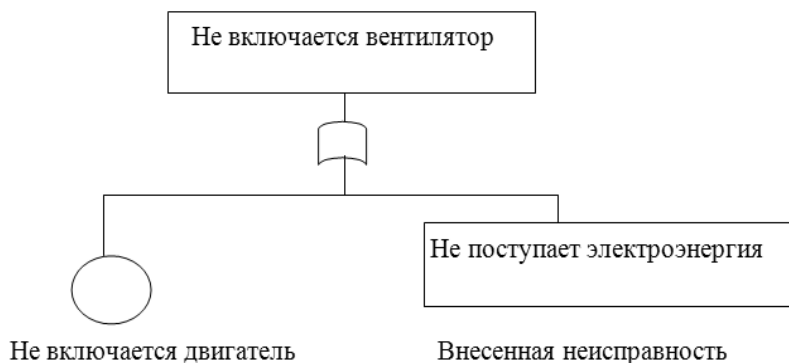 Не включается вентилятор
Не поступает электроэнергия
Не включается двигатель
Внесенная неисправность